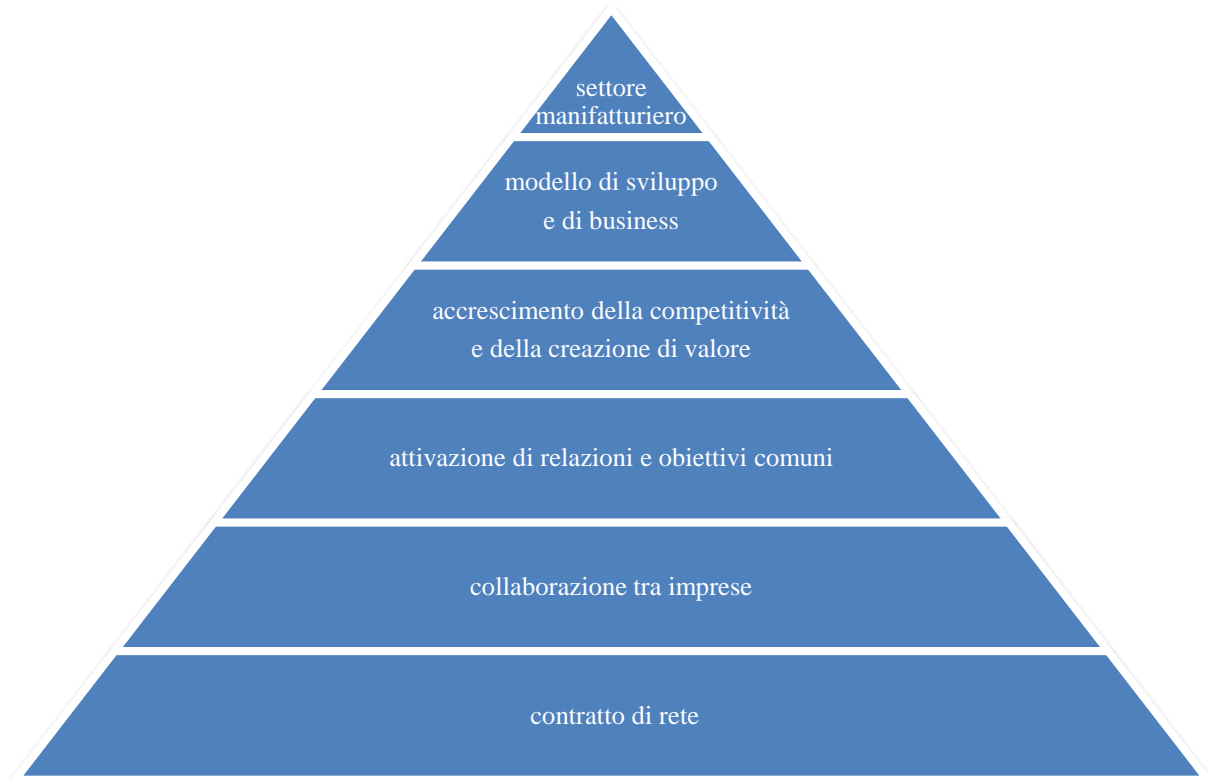 settore
manifatturiero
modello di sviluppo
e di business
accrescimento della competitività
e della creazione di valore
attivazione di relazioni e obiettivi comuni
collaborazione tra imprese
contratto di rete